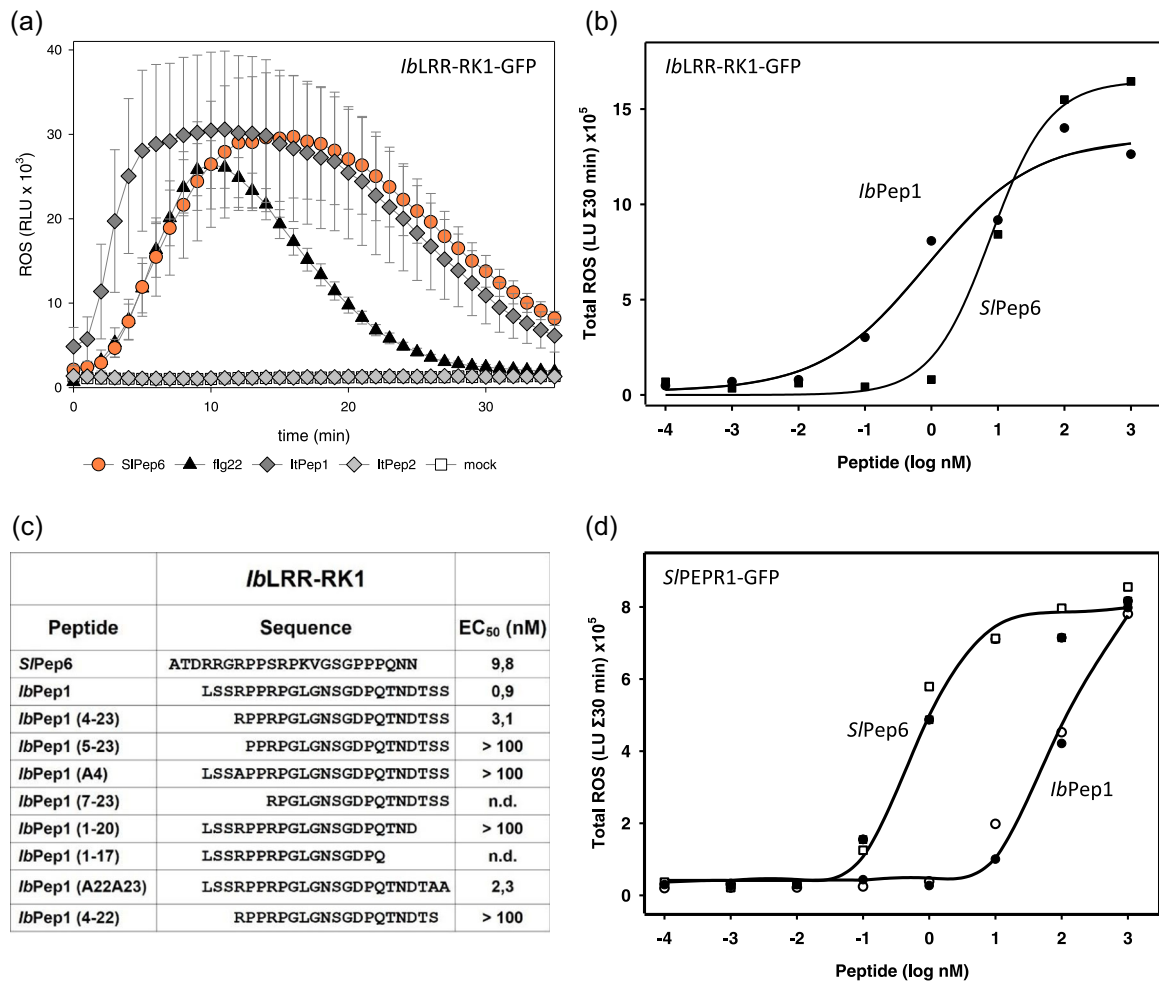 (a)
40
30
20
10
0
ROS (RLU x 10³)
IbLRR-RK1-GFP
0 10 20 30
time (min)
SlPep6 flg22 ItPep1 ItPep2 mock
(b)
IbLRR-RK1-GFP
15
10
5
0
Total ROS (LU Σ30 min) x10⁵
IbPep1
SlPep6
-4 -3 -2 -1 0 1 2 3
Peptide (log nM)
(c)
IbLRR-RK1
Peptide Sequence EC₅₀ (nM)
SlPep6 ATDRRGRPPSRPKVGSGPPPQNN 9,8
IbPep1 LSSRPPRPGLGNSGDPQTNDTSS 0,9
IbPep1 (4-23) RPPRPGLGNSGDPQTNDTSS 3,1
IbPep1 (5-23) PPRPGLGNSGDPQTNDTSS > 100
IbPep1 (A4) LSSAPPRPGLGNSGDPQTNDTSS > 100
IbPep1 (7-23) RPGLGNSGDPQTNDTSS n.d.
IbPep1 (1-20) LSSRPPRPGLGNSGDPQTND > 100
IbPep1 (1-17) LSSRPPRPGLGNSGDPQ n.d.
IbPep1 (A22A23) LSSRPPRPGLGNSGDPQTNDTAA 2,3
IbPep1 (4-22) RPPRPGLGNSGDPQTNDTS > 100
(d)
SlPEPR1-GFP
8
6
4
2
0
Total ROS (LU Σ30 min) x10⁵
SlPep6
IbPep1
-4 -3 -2 -1 0 1 2 3
Peptide (log nM)